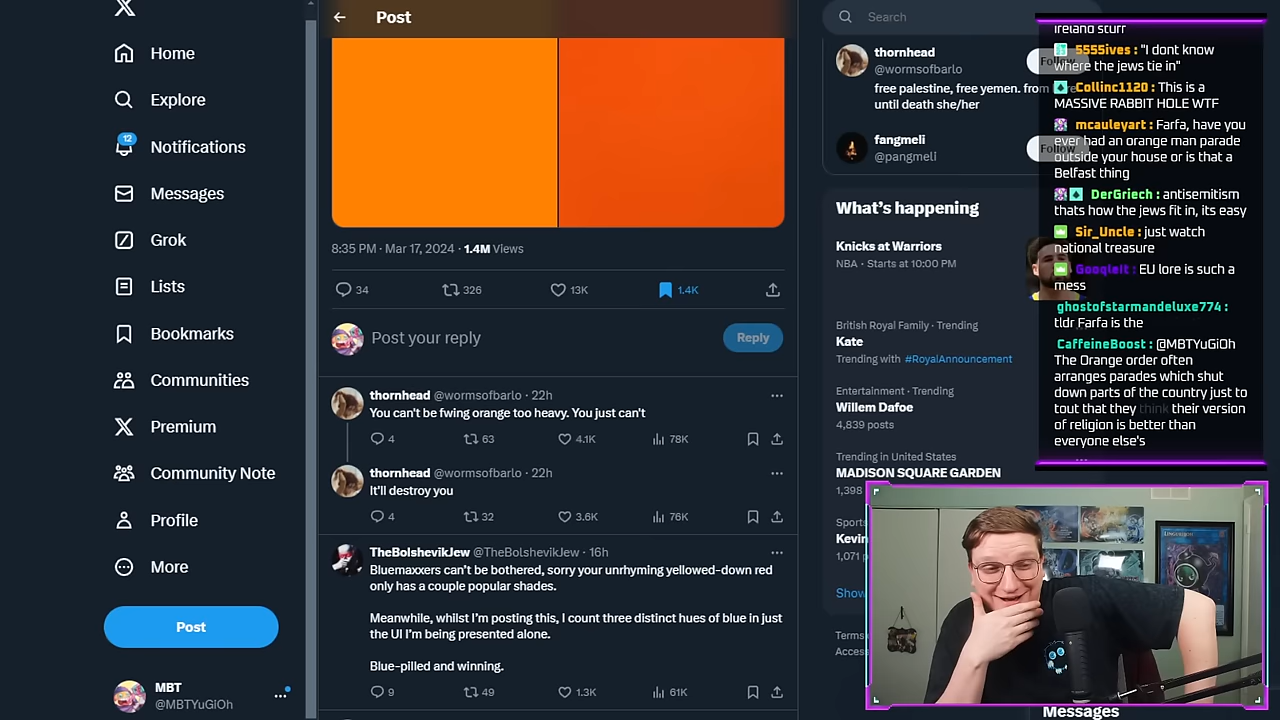 Home
Explore
12
Notifications
Messages
Grok
Lists
Bookmarks
Communities
Premium
Community Note
Profile
More
Post
MBT
@MBTYuGiOh
Post
8:35 PM · Mar 17, 2024 · 1.4M Views
34
326
13K
1.4K
Post your reply
Reply
thornhead @wormsofbarlo · 22h
You can't be fwing orange too heavy. You just can't
4
63
4.1K
78K
thornhead @wormsofbarlo · 22h
It'll destroy you
4
32
3.6K
76K
TheBolshevikJew @TheBolshevikJew · 16h
Bluemaxxers can't be bothered, sorry your unrhyming yellowed-down red
only has a couple popular shades.
Meanwhile, whilst I'm posting this, I count three distinct hues of blue in just
the UI I'm being presented alone.
Blue-pilled and winning.
9
49
1.3K
61K
Search
thornhead
@wormsofbarlo
Follow
free palestine, free yemen. from
until death she/her
fangmeli
@pangmeli
Follow
What's happening
Knicks at Warriors
NBA · Starts at 10:00 PM
British Royal Family · Trending
Kate
Trending with #RoyalAnnouncement
Entertainment · Trending
Willem Dafoe
4,839 posts
Trending in United States
MADISON SQUARE GARDEN
1,398
Sports
Kevin
1,071
Show
Terms
Messages
ireland stuff
5555ives : "I dont know
where the jews tie in"
Collinc1120 : This is a
MASSIVE RABBIT HOLE WTF
mcauleyart : Farfa, have you
ever had an orange man parade
outside your house or is that a
Belfast thing
DerGriech : antisemitism
thats how the jews fit in, its easy
Sir_Uncle : just watch
national treasure
GooqleIt : EU lore is such a
mess
ghostofstarmandeluxe774 :
tldr Farfa is the
CaffeineBoost : @MBTYuGiOh
The Orange order often
arranges parades which shut
down parts of the country just to
tout that they think their version
of religion is better than
everyone else's